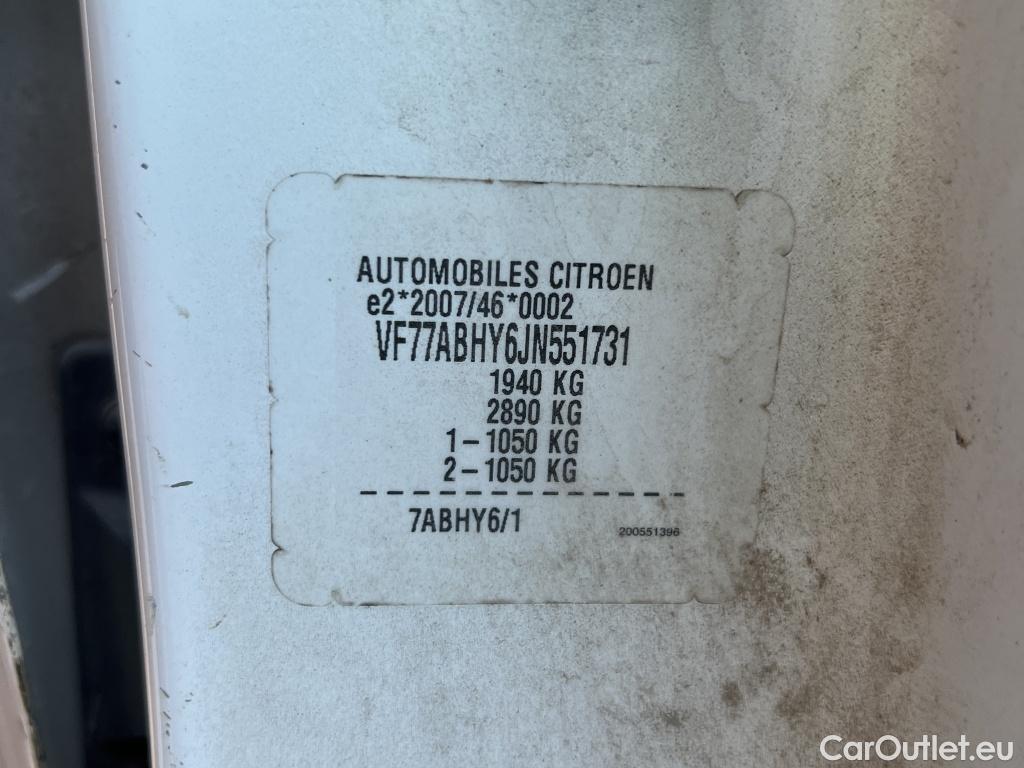 AUTOMOBILES CITROEN
e2*2007/46*0002
VF77ABHY6JN551731
1940 KG
2890 KG
1-1050 KG
2-1050 KG
7ABHY6/1
200551396
CarOutlet.eu